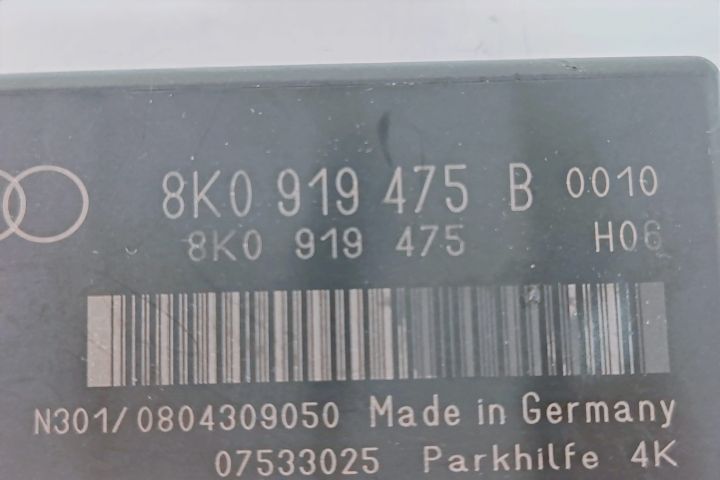 8K0 919 475 B 0010
8K0 919 475 H06
N301/0804309050 Made in Germany
07533025 Parkhilfe 4K